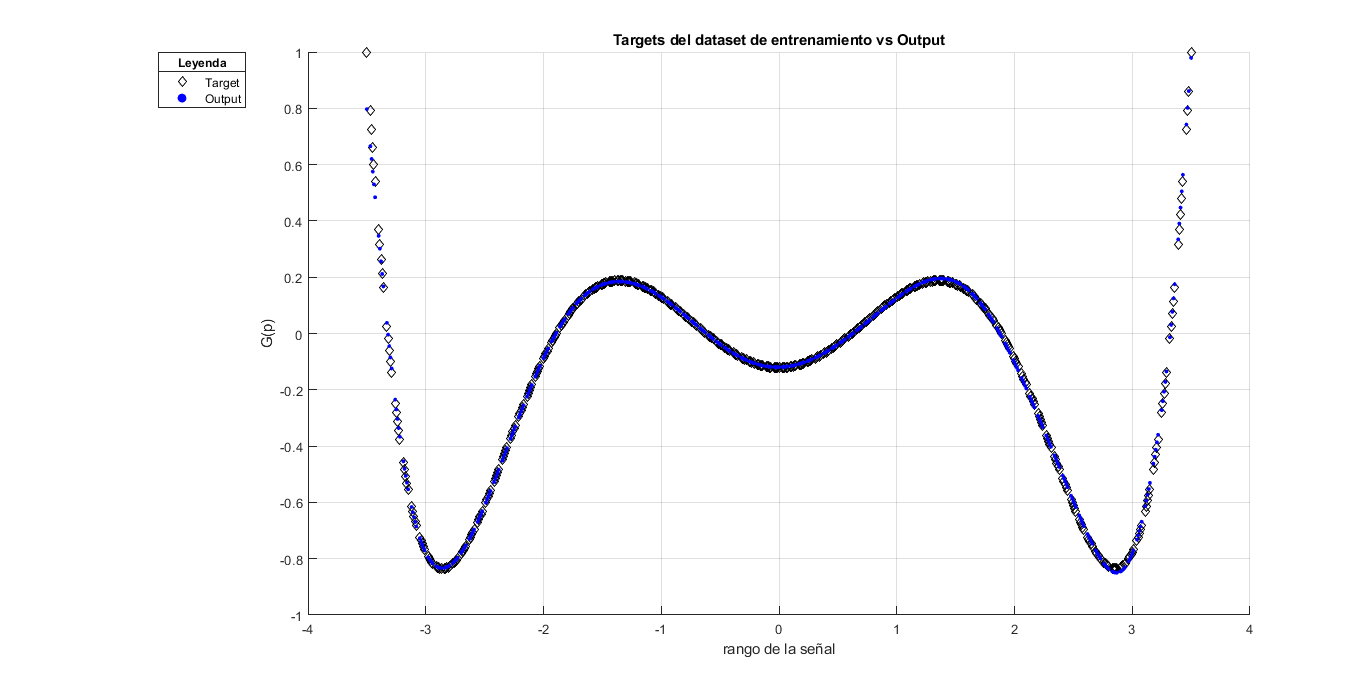 Targets del dataset de entrenamiento vs Output
Leyenda
Target
Output
G(p)
1
0.8
0.6
0.4
0.2
0
-0.2
-0.4
-0.6
-0.8
-1
-4 -3 -2 -1 0 1 2 3 4
rango de la señal